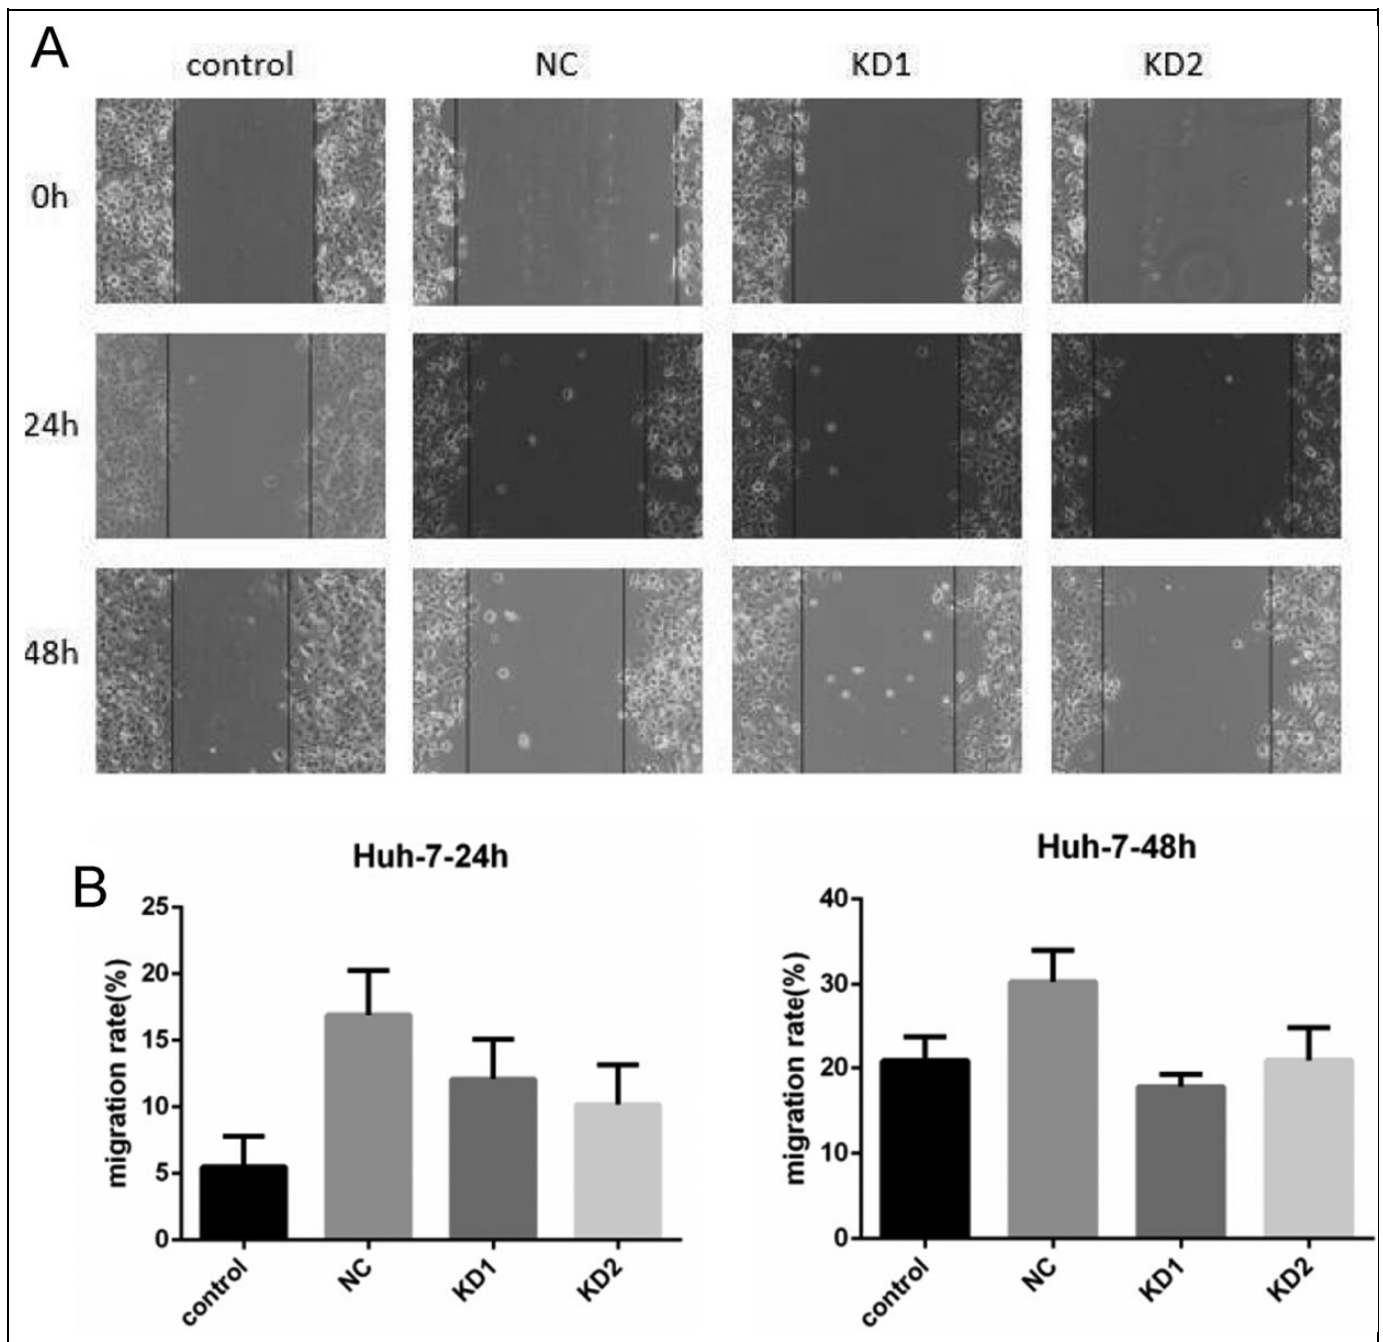 A
control NC KD1 KD2
0h
24h
48h
B
Huh-7-24h
migration rate(%)
25
20
15
10
5
0
control NC KD1 KD2
Huh-7-48h
migration rate(%)
40
30
20
10
0
control NC KD1 KD2